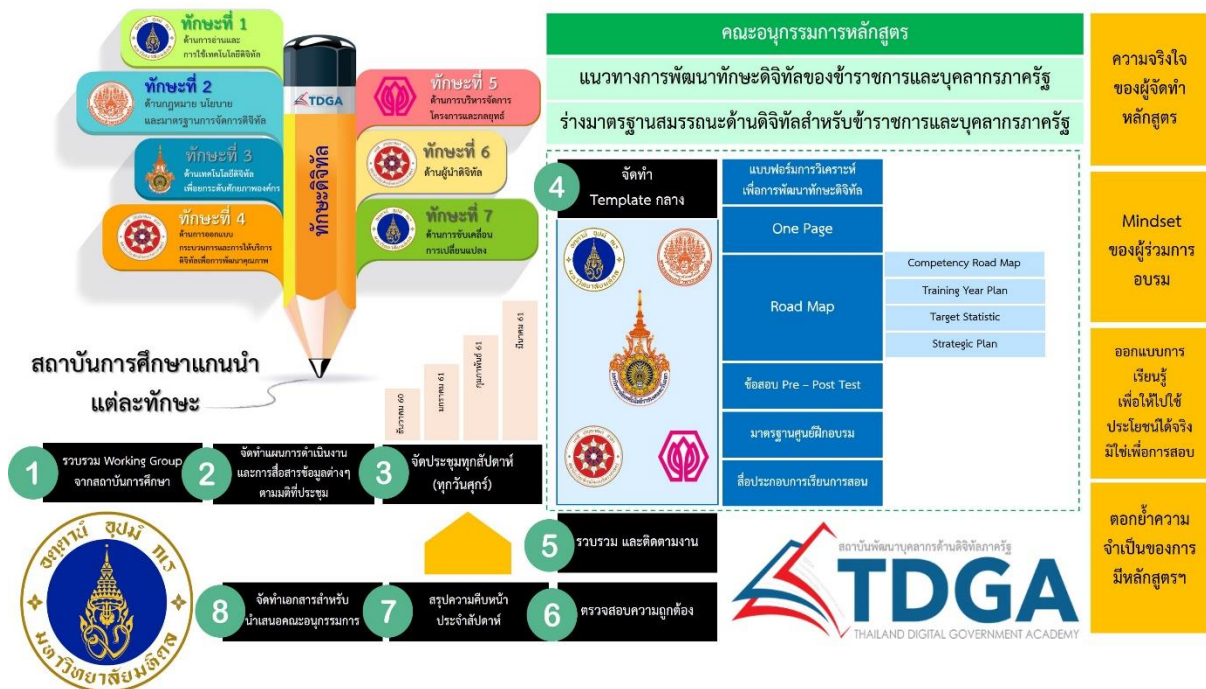 ทักษะที่ 1
ด้านการอ่านและ
การใช้เทคโนโลยีดิจิทัล
ทักษะที่ 2
ด้านกฎหมาย นโยบาย
และมาตรฐานการจัดการดิจิทัล
ทักษะที่ 3
ด้านเทคโนโลยีดิจิทัล
เพื่อยกระดับศักยภาพองค์กร
ทักษะที่ 4
ด้านการออกแบบ
กระบวนการและการให้บริการ
ดิจิทัลเพื่อการพัฒนาคุณภาพ
TDGA
ทักษะดิจิทัล
ทักษะที่ 5
ด้านการบริหารจัดการ
โครงการและกลยุทธ์
ทักษะที่ 6
ด้านผู้นำดิจิทัล
ทักษะที่ 7
ด้านการขับเคลื่อน
การเปลี่ยนแปลง
สถาบันการศึกษาแกนนำ
แต่ละทักษะ
ธันวาคม 60
มกราคม 61
กุมภาพันธ์ 61
มีนาคม 61
1
รวบรวม Working Group
จากสถาบันการศึกษา
2
จัดทำแผนการดำเนินงาน
และการสื่อสารข้อมูลต่างๆ
ตามมติที่ประชุม
3
จัดประชุมทุกสัปดาห์
(ทุกวันศุกร์)
คณะอนุกรรมการหลักสูตร
แนวทางการพัฒนาทักษะดิจิทัลของข้าราชการและบุคลากรภาครัฐ
ร่างมาตรฐานสมรรถนะด้านดิจิทัลสำหรับข้าราชการและบุคลากรภาครัฐ
4
จัดทำ
Template กลาง
แบบฟอร์มการวิเคราะห์
เพื่อการพัฒนาทักษะดิจิทัล
One Page
Road Map
Competency Road Map
Training Year Plan
Target Statistic
Strategic Plan
ข้อสอบ Pre – Post Test
มาตรฐานศูนย์ฝึกอบรม
สื่อประกอบการเรียนการสอน
5
รวบรวม และติดตามงาน
6
ตรวจสอบความถูกต้อง
7
สรุปความคืบหน้า
ประจำสัปดาห์
8
จัดทำเอกสารสำหรับ
นำเสนอคณะอนุกรรมการ
อตฺตานํ อุปมํ กเร
มหาวิทยาลัยมหิดล
สถาบันพัฒนาบุคลากรด้านดิจิทัลภาครัฐ
TDGA
THAILAND DIGITAL GOVERNMENT ACADEMY
ความจริงใจ
ของผู้จัดทำ
หลักสูตร
Mindset
ของผู้ร่วมการ
อบรม
ออกแบบการ
เรียนรู้
เพื่อให้ไปใช้
ประโยชน์ได้จริง
มิใช่เพื่อการสอบ
ตอกย้ำความ
จำเป็นของการ
มีหลักสูตรฯ